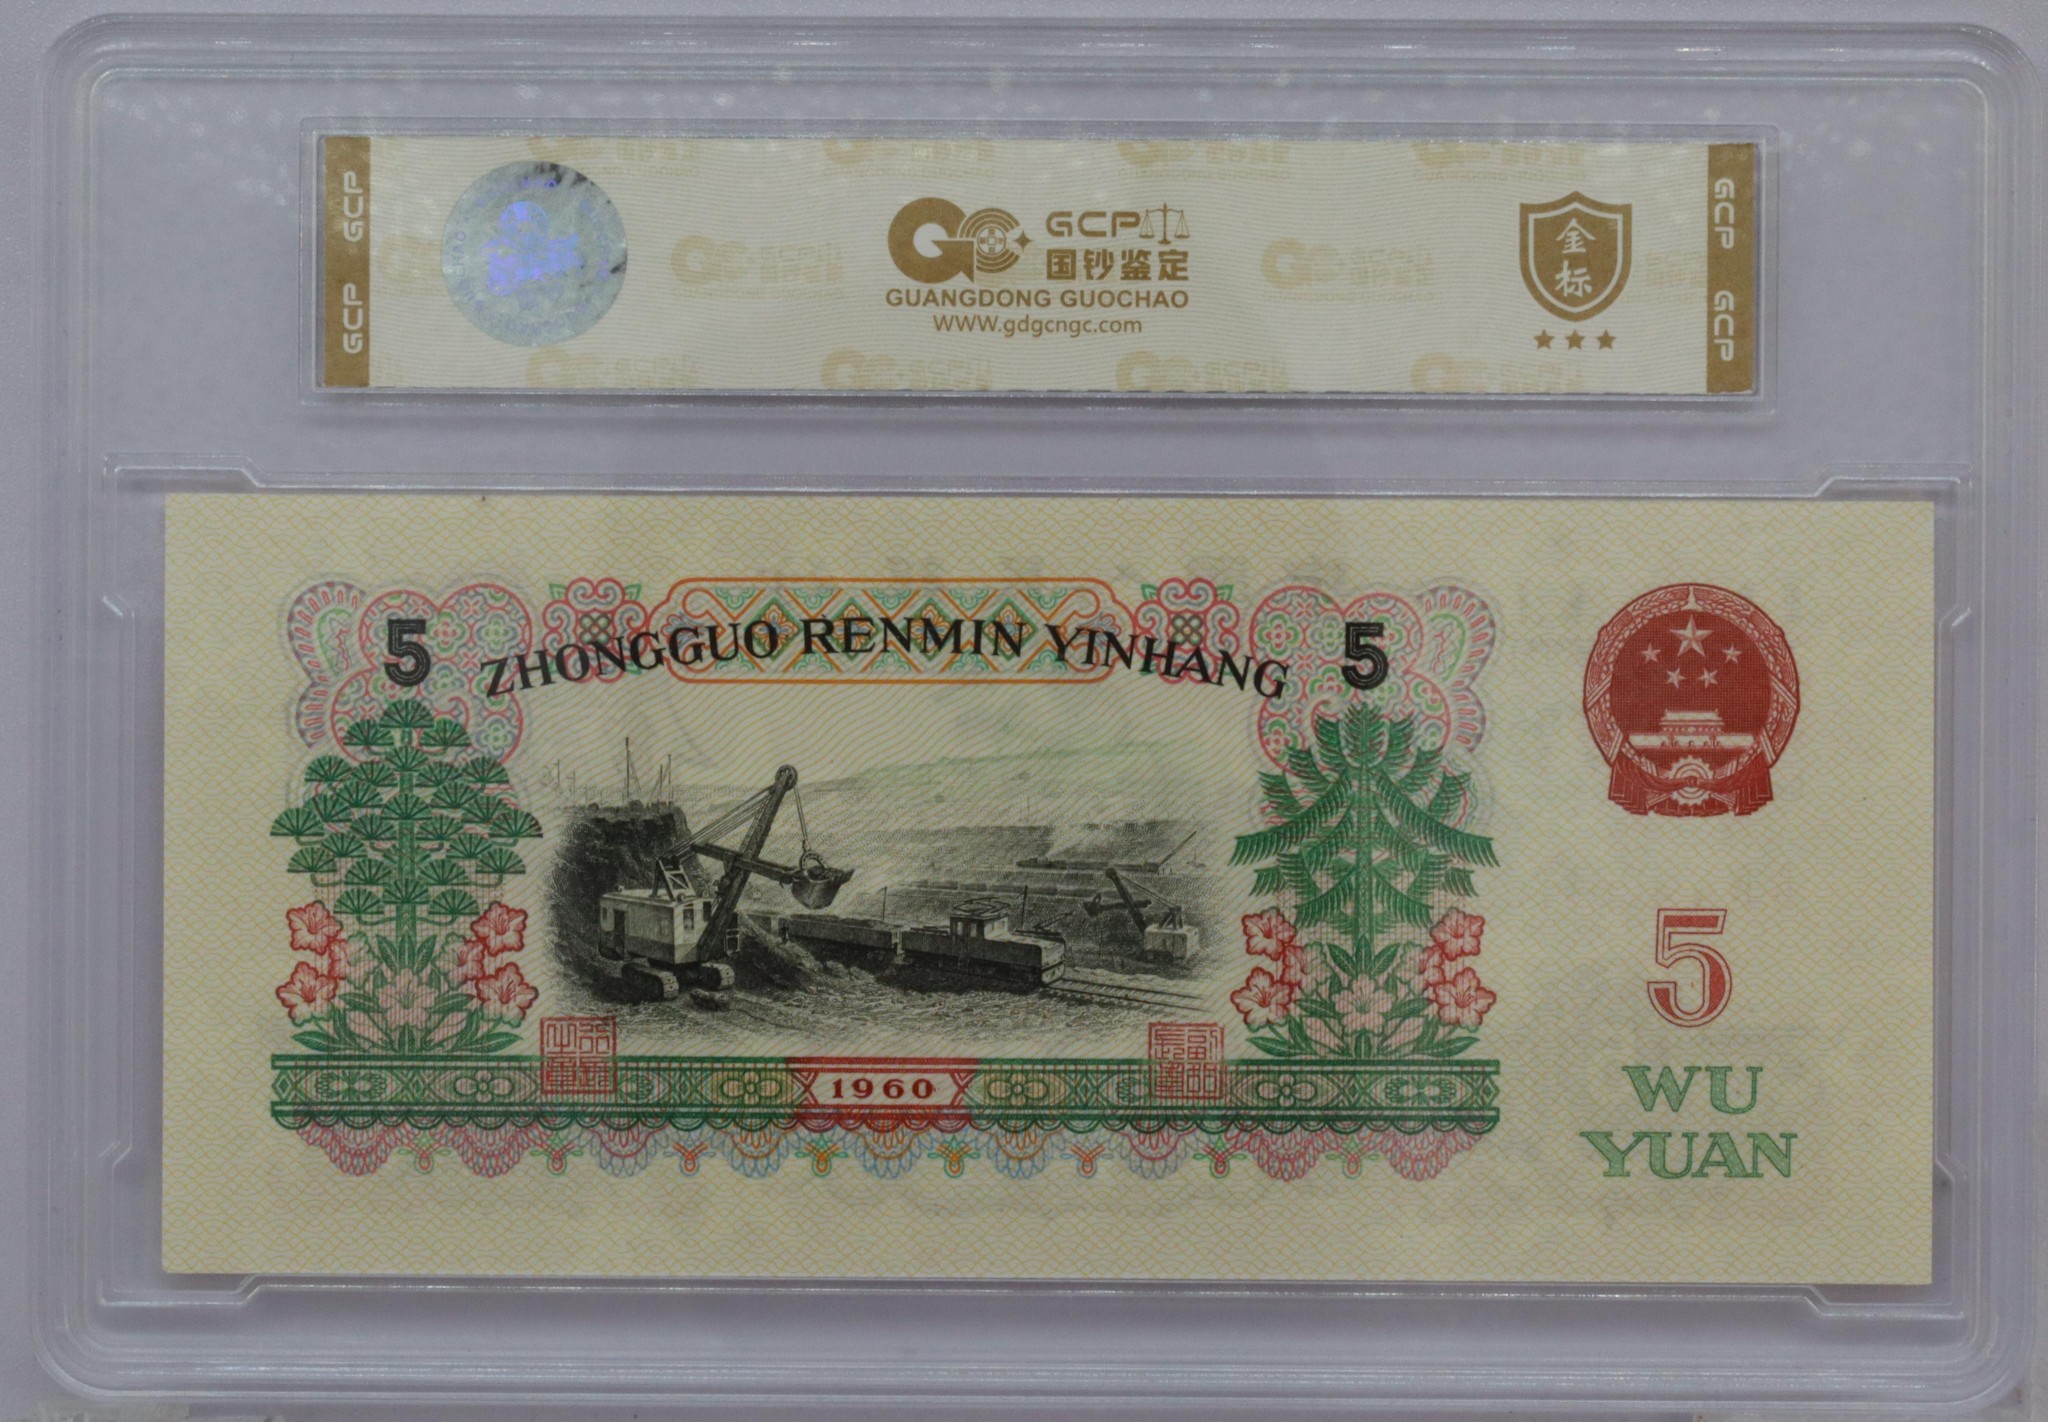 GCP
GCP
GCP
国钞鉴定
GUANGDONG GUOCHAO
WWW.gdgcngc.com
金标
GCP
GCP
5
ZHONGGUO RENMIN YINHANG
5
5
1960
WU
YUAN